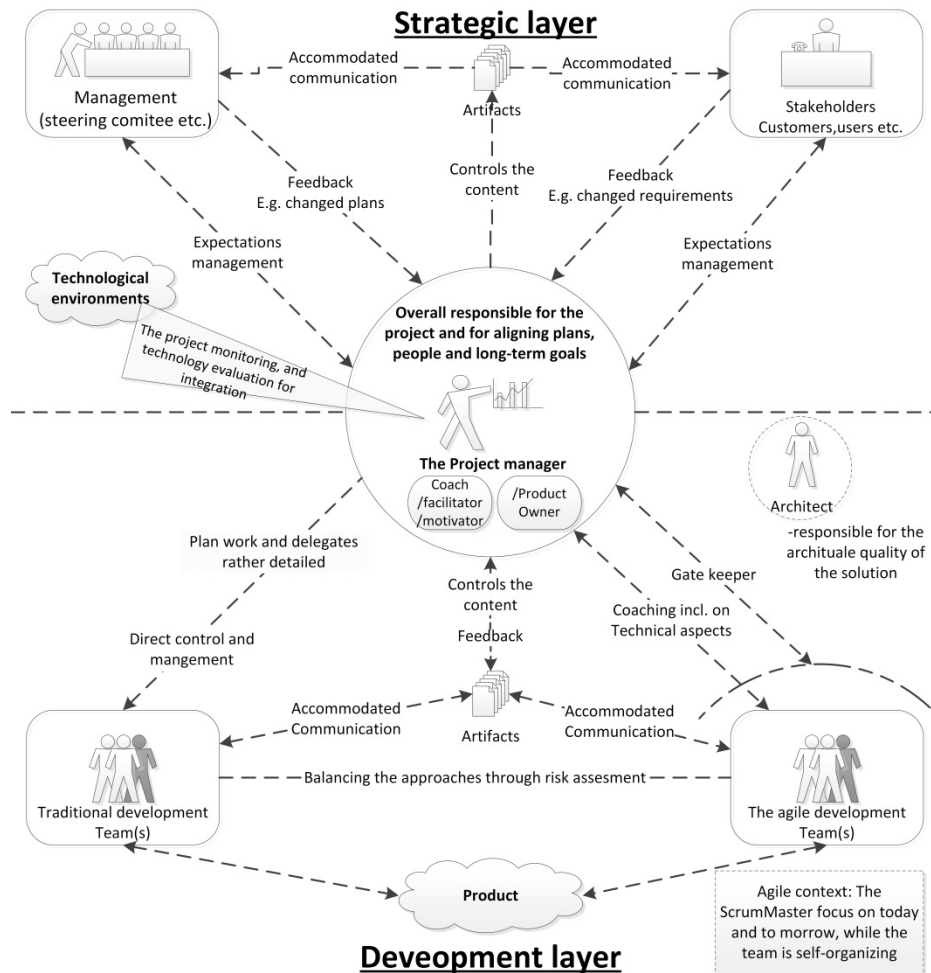 Strategic layer
Management
(steering comitee etc.)
Accommodated
communication
Artifacts
Accommodated
communication
Stakeholders
Customers,users etc.
Feedback
E.g. changed plans
Controls the
content
Feedback
E.g. changed requirements
Expectations
management
Expectations
management
Technological
environments
The project monitoring, and
technology evaluation for
integration
Overall responsible for the
project and for aligning plans,
people and long-term goals
The Project manager
Coach
/facilitator
/motivator
/Product
Owner
Architect
-responsible for the
archituale quality of
the solution
Plan work and delegates
rather detailed
Controls the
content
Gate keeper
Coaching incl. on
Technical aspects
Direct control and
mangement
Feedback
Accommodated
Communication
Artifacts
Accommodated
Communication
Balancing the approaches through risk assesment
Traditional development
Team(s)
The agile development
Team(s)
Product
Agile context: The
ScrumMaster focus on today
and to morrow, while the
team is self-organizing
Deveopment layer